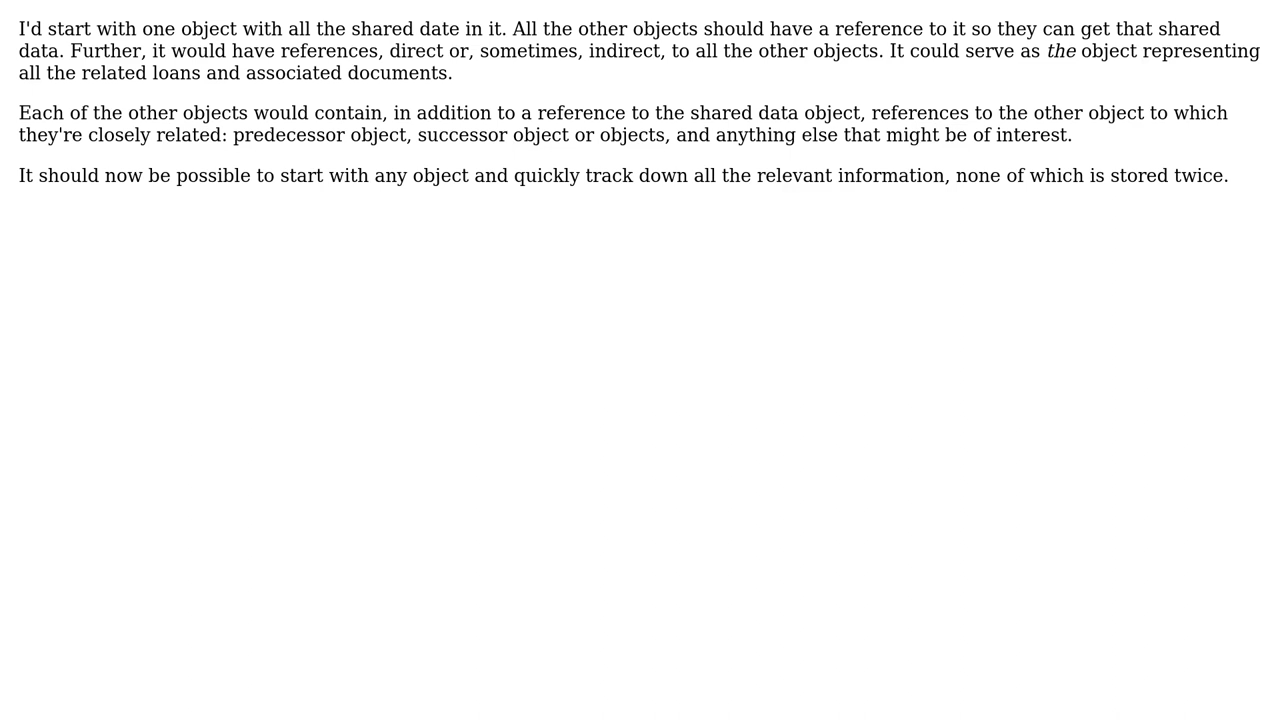 I'd start with one object with all the shared date in it. All the other objects should have a reference to it so they can get that shared
data. Further, it would have references, direct or, sometimes, indirect, to all the other objects. It could serve as the object representing
all the related loans and associated documents.
Each of the other objects would contain, in addition to a reference to the shared data object, references to the other object to which
they're closely related: predecessor object, successor object or objects, and anything else that might be of interest.
It should now be possible to start with any object and quickly track down all the relevant information, none of which is stored twice.